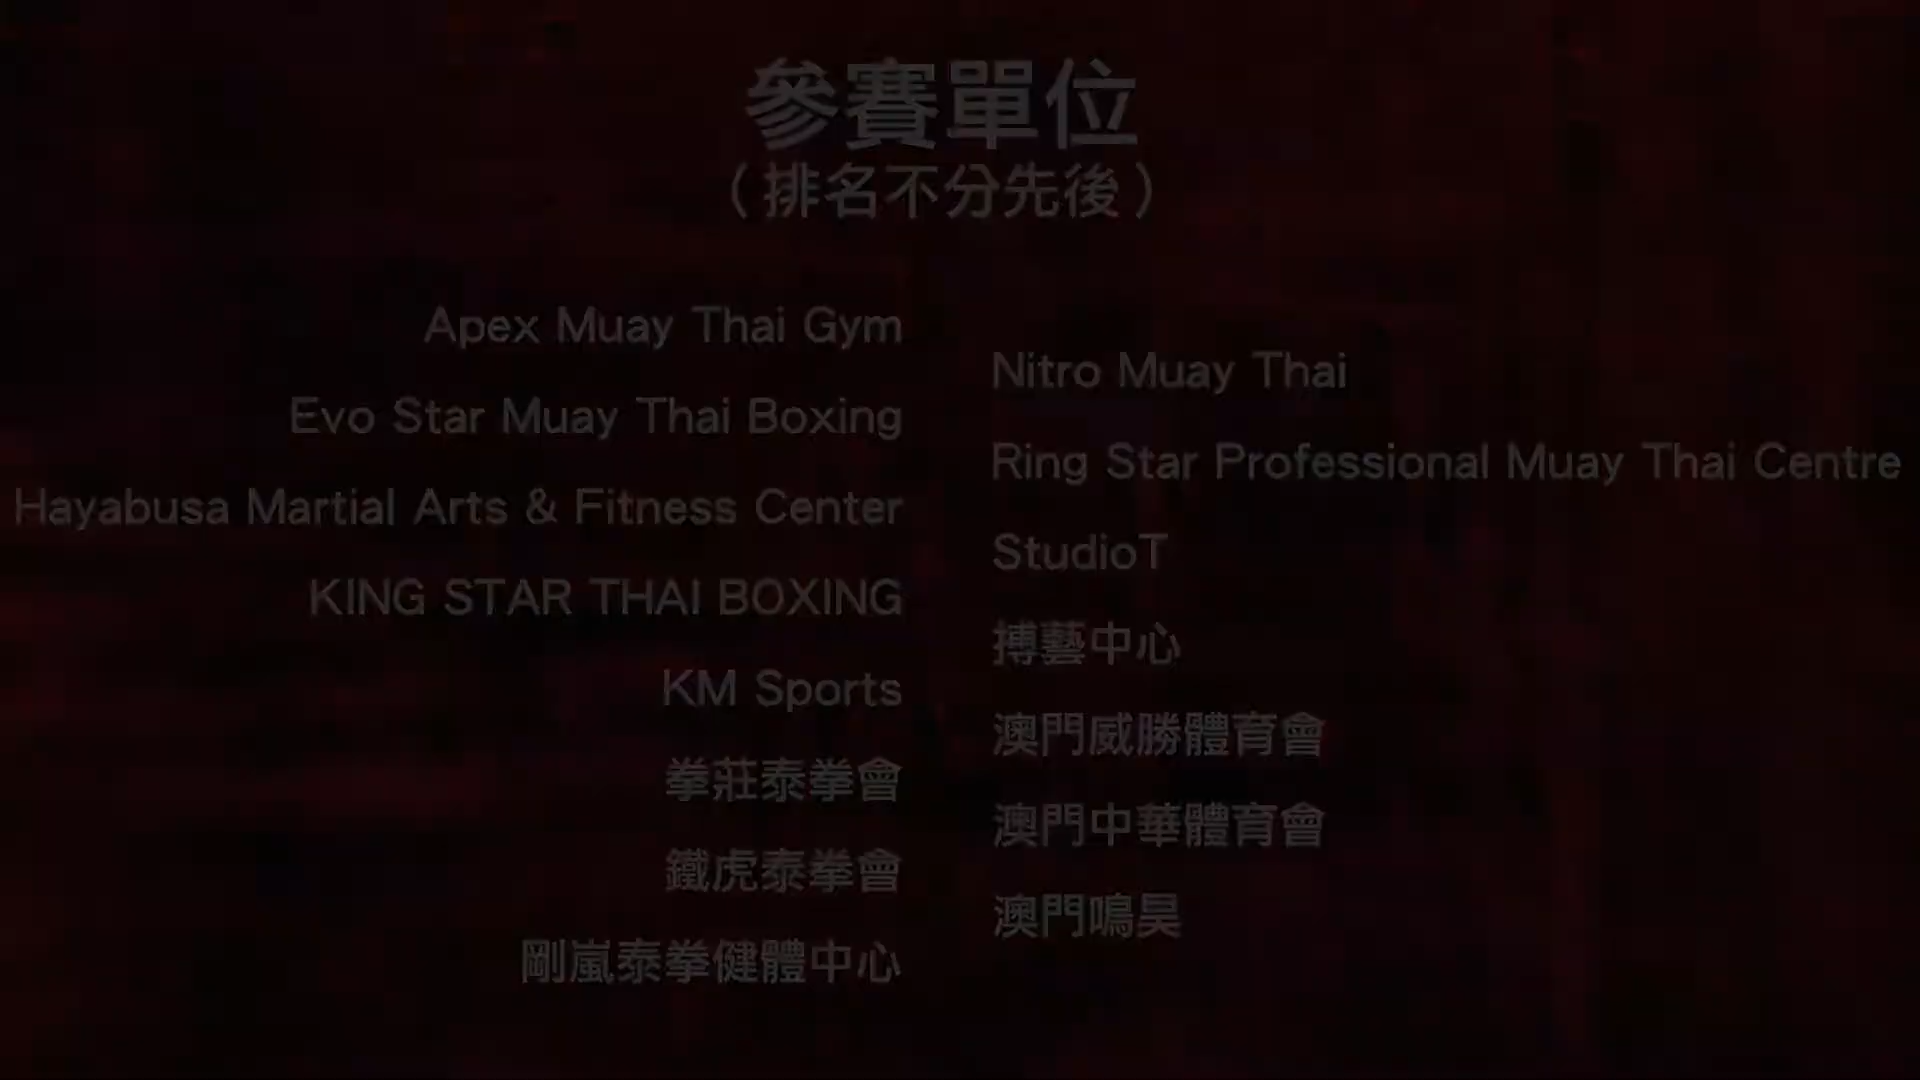 參賽單位
（排名不分先後）
Apex Muay Thai Gym
Evo Star Muay Thai Boxing
Hayabusa Martial Arts & Fitness Center
KING STAR THAI BOXING
KM Sports
拳莊泰拳會
鐵虎泰拳會
剛嵐泰拳健體中心
Nitro Muay Thai
Ring Star Professional Muay Thai Centre
StudioT
搏藝中心
澳門威勝體育會
澳門中華體育會
澳門鳴昊